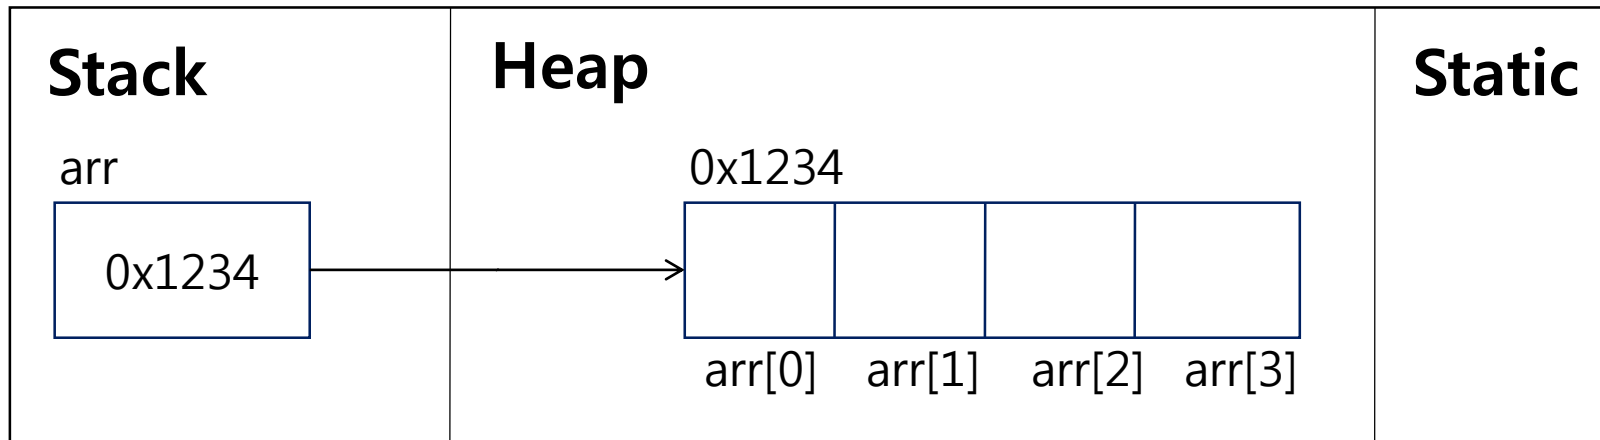 Stack
Heap
Static
arr
0x1234
0x1234
arr[0]
arr[1]
arr[2]
arr[3]